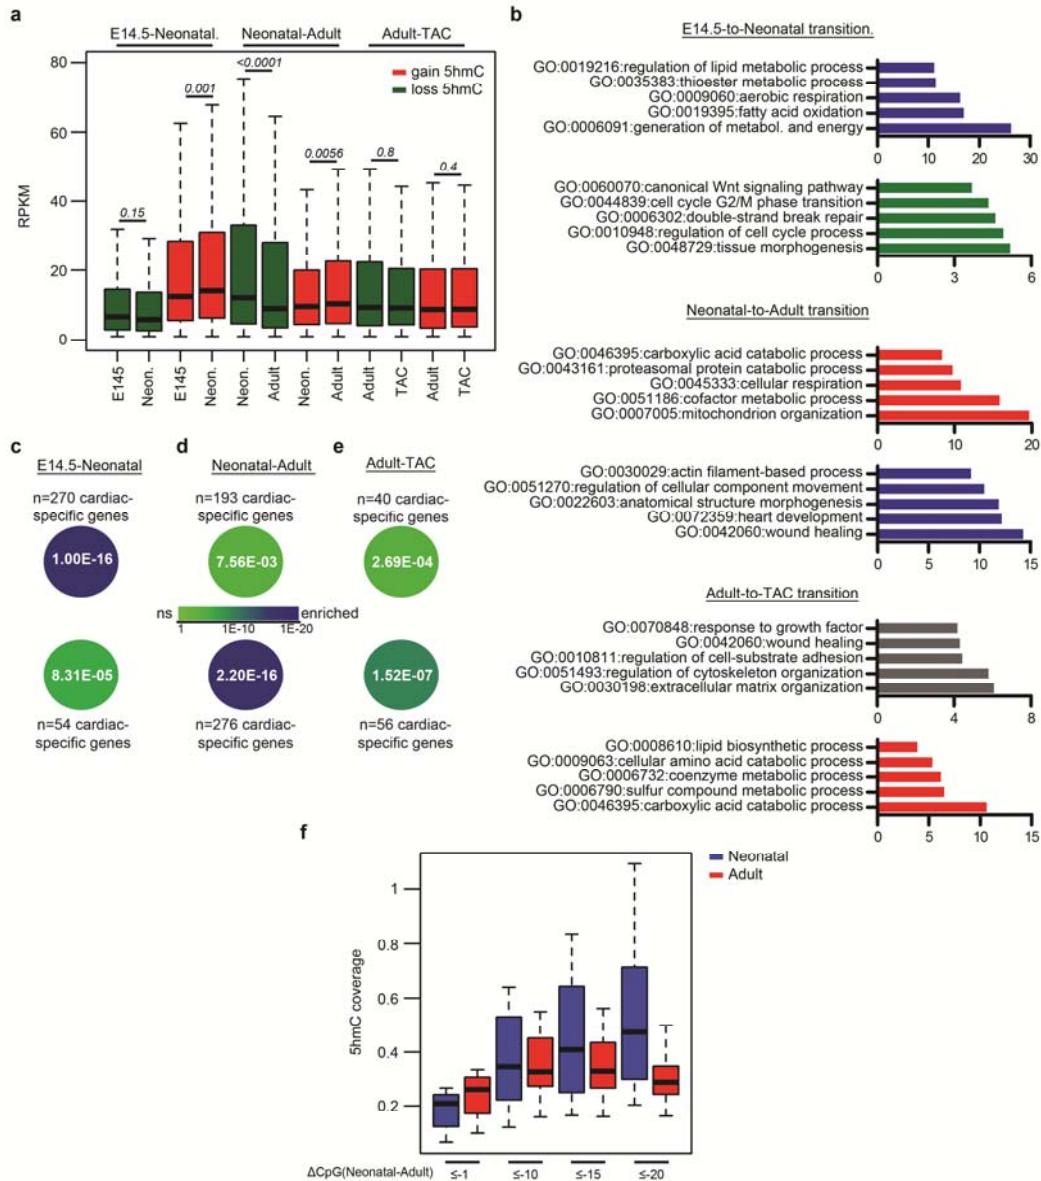 a
E14.5-Neonatal.
Neonatal-Adult
Adult-TAC
80
60
40
20
0
RPKM
gain 5hmC
loss 5hmC
0.15
0.001
<0.0001
0.0056
0.8
0.4
E145
Neon.
E145
Neon.
Neon.
Adult
Neon.
Adult
Adult
TAC
Adult
TAC
b
E14.5-to-Neonatal transition.
GO:0019216:regulation of lipid metabolic process
GO:0035383:thioester metabolic process
GO:0009060:aerobic respiration
GO:0019395:fatty acid oxidation
GO:0006091:generation of metabol. and energy
0 10 20 30
GO:0060070:canonical Wnt signaling pathway
GO:0044839:cell cycle G2/M phase transition
GO:0006302:double-strand break repair
GO:0010948:regulation of cell cycle process
GO:0048729:tissue morphogenesis
0 3 6
Neonatal-to-Adult transition
GO:0046395:carboxylic acid catabolic process
GO:0043161:proteasomal protein catabolic process
GO:0045333:cellular respiration
GO:0051186:cofactor metabolic process
GO:0007005:mitochondrion organization
0 10 20
GO:0030029:actin filament-based process
GO:0051270:regulation of cellular component movement
GO:0022603:anatomical structure morphogenesis
GO:0072359:heart development
GO:0042060:wound healing
0 5 10 15
Adult-to-TAC transition
GO:0070848:response to growth factor
GO:0042060:wound healing
GO:0010811:regulation of cell-substrate adhesion
GO:0051493:regulation of cytoskeleton organization
GO:0030198:extracellular matrix organization
0 4 8
GO:0008610:lipid biosynthetic process
GO:0009063:cellular amino acid catabolic process
GO:0006732:coenzyme metabolic process
GO:0006790:sulfur compound metabolic process
GO:0046395:carboxylic acid catabolic process
0 5 10 15
c
E14.5-Neonatal
n=270 cardiac-
specific genes
1.00E-16
8.31E-05
n=54 cardiac-
specific genes
d
Neonatal-Adult
n=193 cardiac-
specific genes
7.56E-03
ns
enriched
1 1E-10 1E-20
2.20E-16
n=276 cardiac-
specific genes
e
Adult-TAC
n=40 cardiac-
specific genes
2.69E-04
1.52E-07
n=56 cardiac-
specific genes
f
Neonatal
Adult
1
0.8
0.6
0.4
0.2
5hmC coverage
ΔCpG(Neonatal-Adult) ≤-1 ≤-10 ≤-15 ≤-20